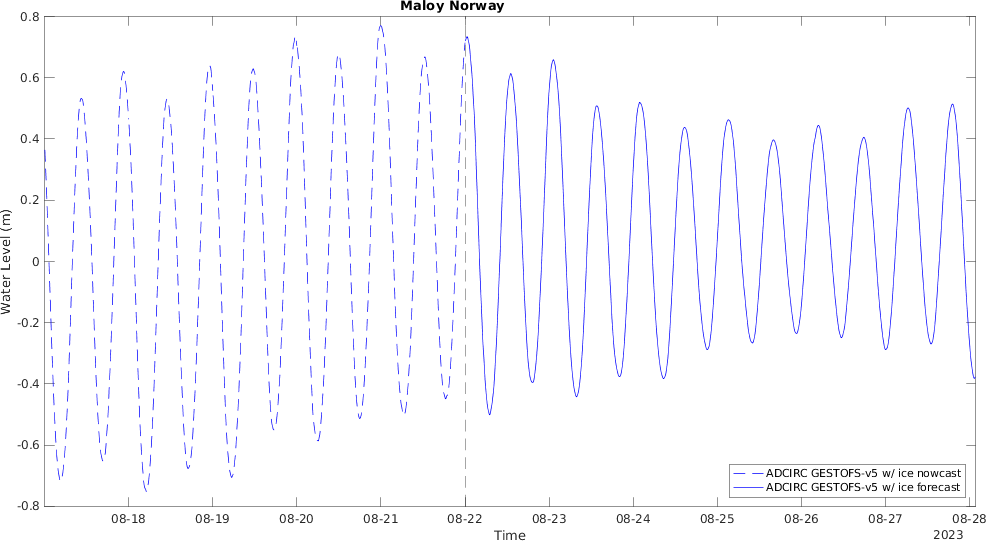 Maloy Norway
0.8
0.6
0.4
0.2
0
-0.2
-0.4
-0.6
-0.8
Water Level (m)
ADCIRC GESTOFS-v5 w/ ice nowcast
ADCIRC GESTOFS-v5 w/ ice forecast
08-18 08-19 08-20 08-21 08-22 08-23 08-24 08-25 08-26 08-27 08-28
Time
2023